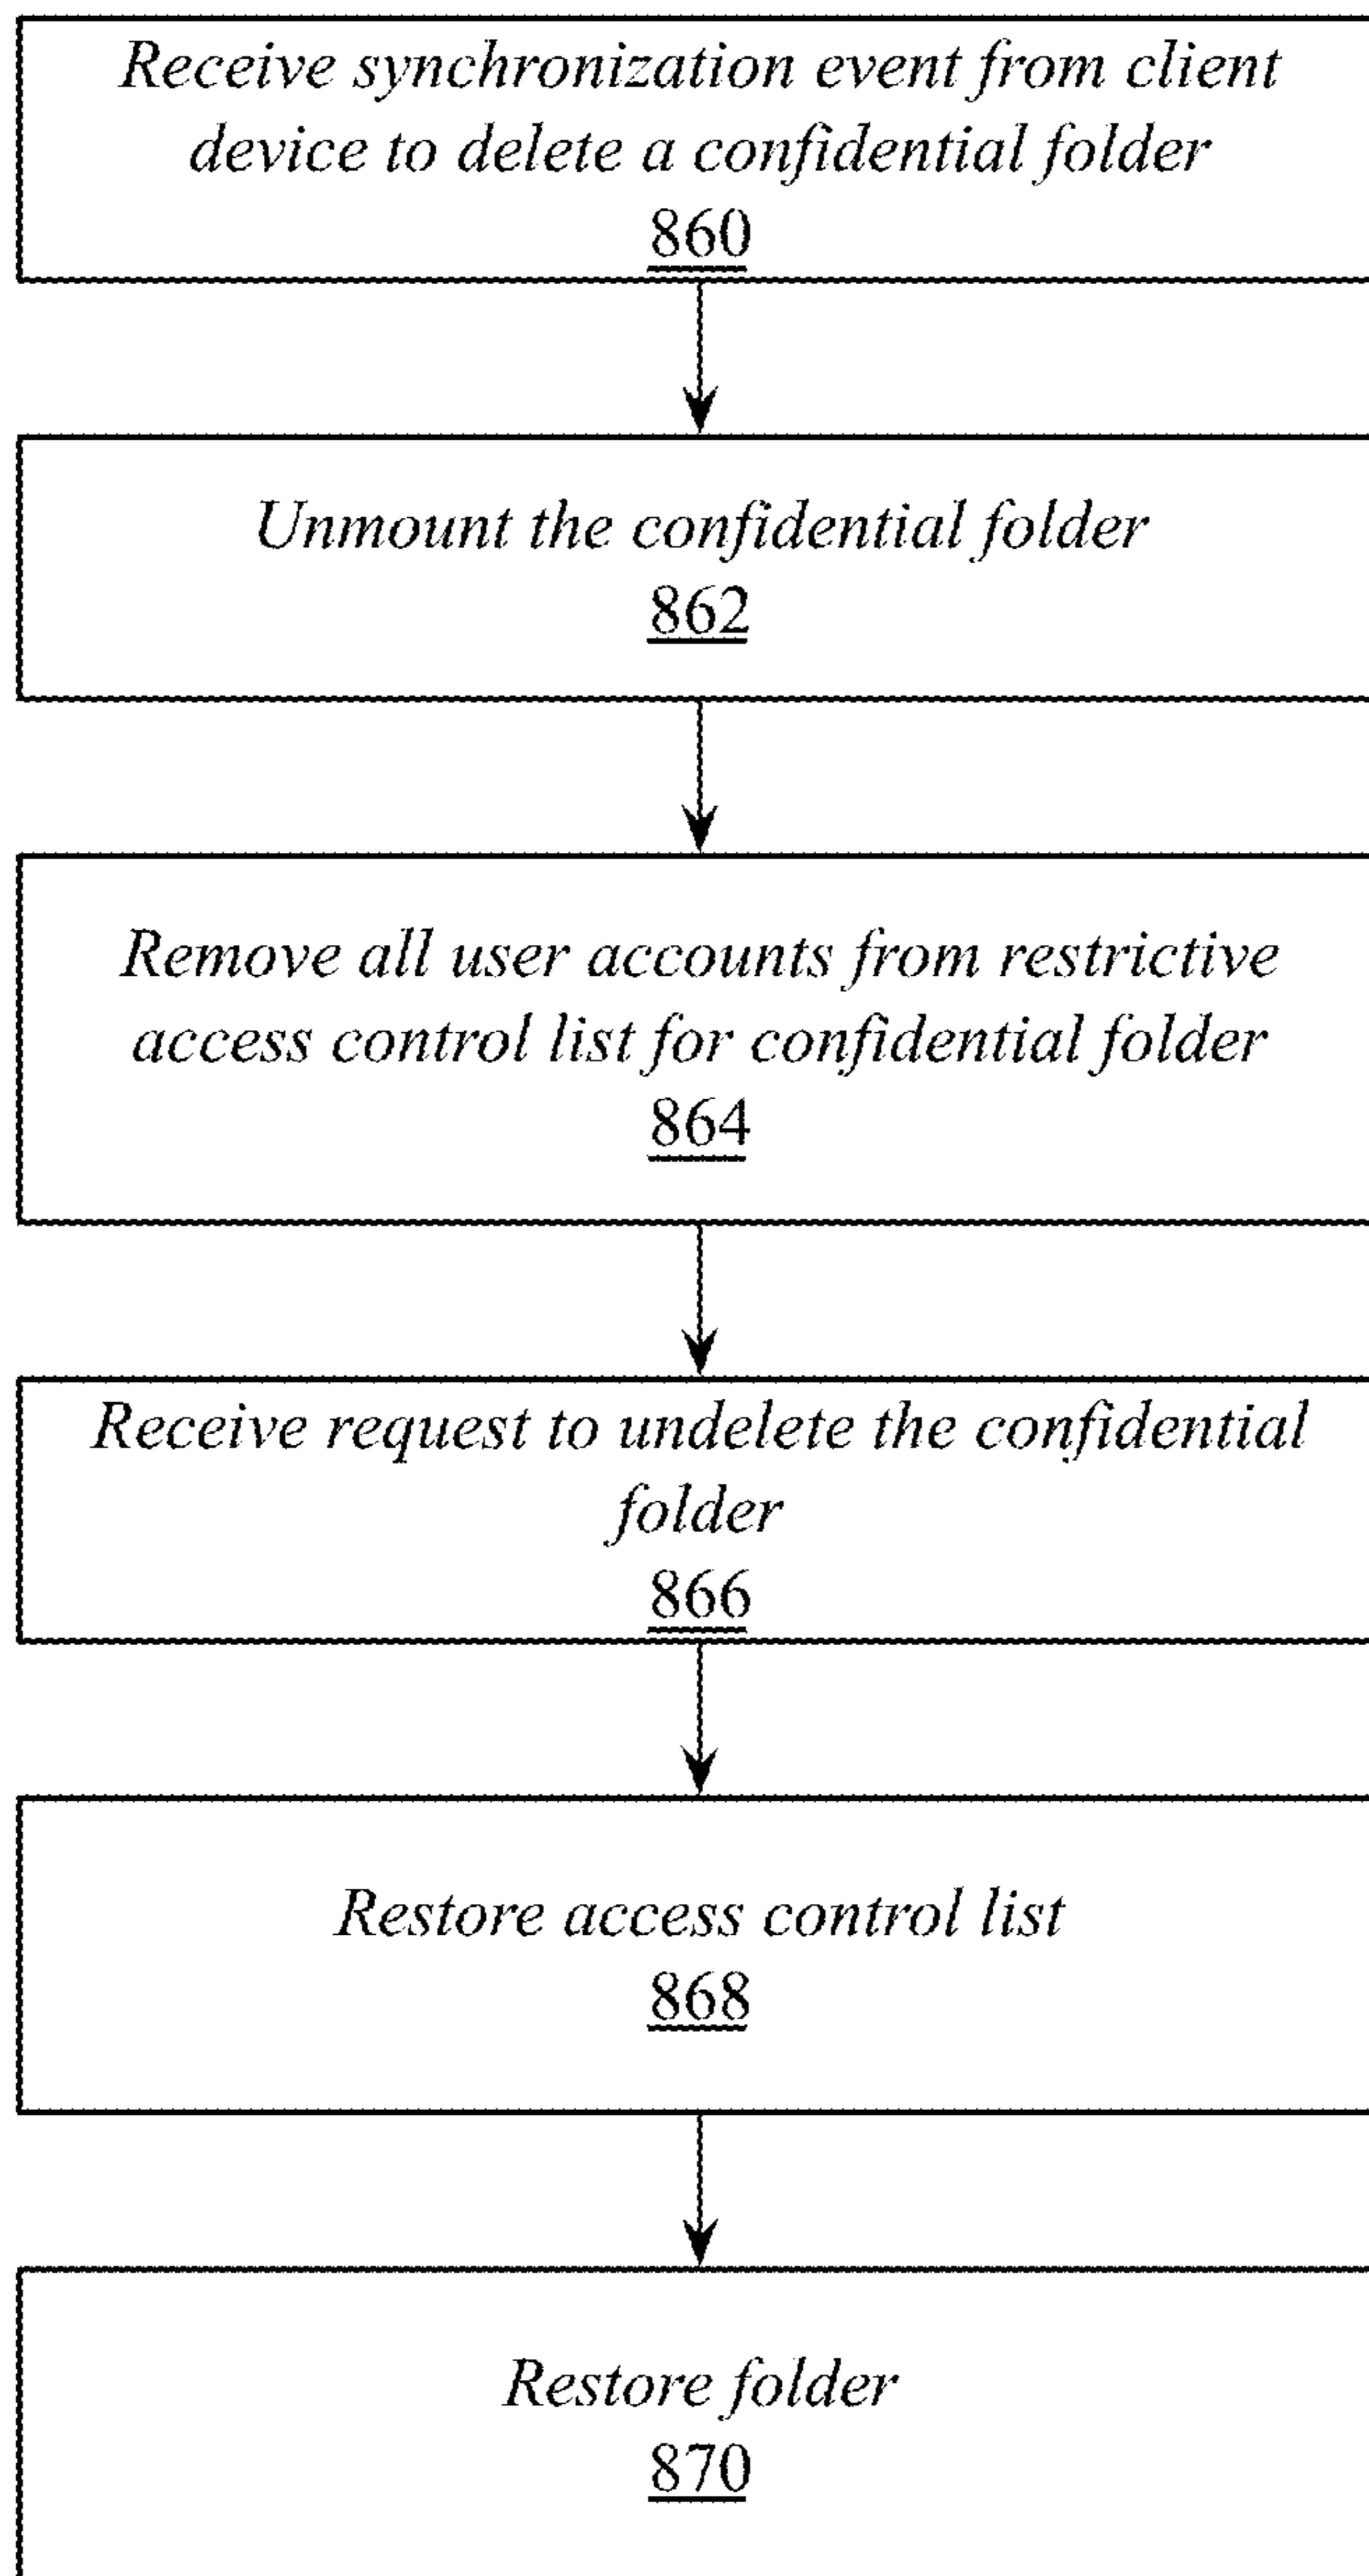 Receive synchronization event from client
device to delete a confidential folder
860
Unmount the confidential folder
862
Remove all user accounts from restrictive
access control list for confidential folder
864
Receive request to undelete the confidential
folder
866
Restore access control list
868
Restore folder
870